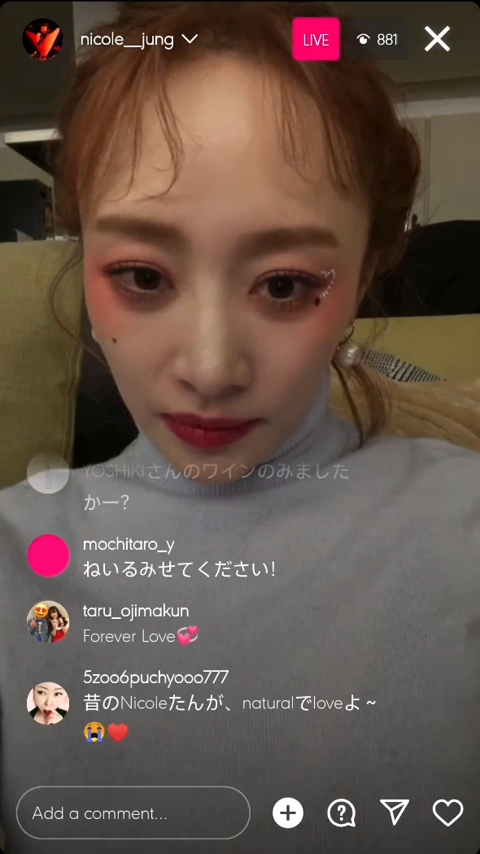 nicole__jung
LIVE
881
YOSHIKIさんのワインのみました
かー？
mochitaro_y
ねいるみせてください！
taru_ojimakun
Forever Love💞
5zoo6puchyooo777
昔のNicoleたんが、naturalでloveよ～
😭♥️
Add a comment...